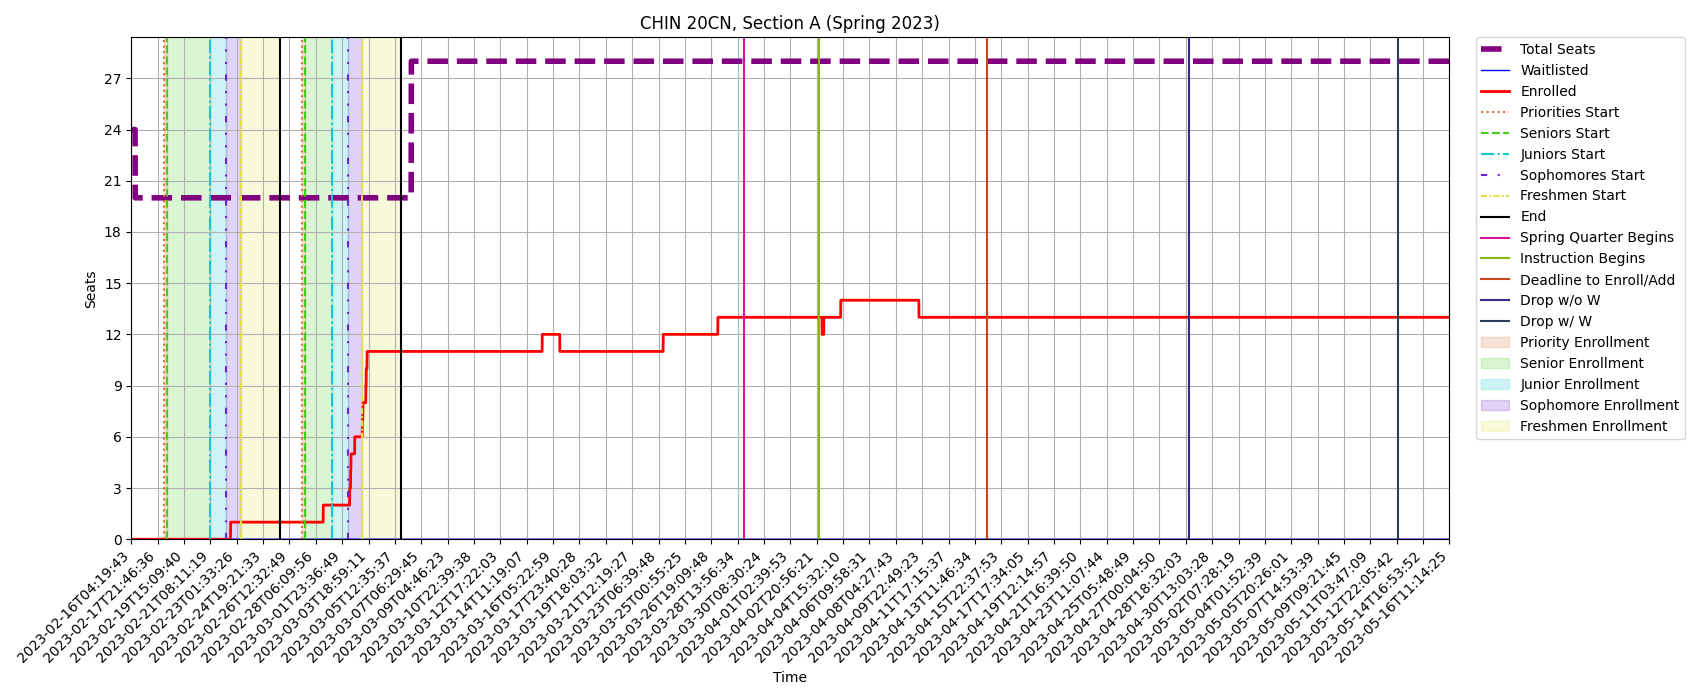 CHIN 20CN, Section A (Spring 2023)
Seats
27
24
21
18
15
12
9
6
3
0
2023-02-16T04:19:43
2023-02-17T21:46:36
2023-02-19T15:09:40
2023-02-21T08:11:19
2023-02-23T01:33:26
2023-02-24T19:21:33
2023-02-26T12:32:49
2023-02-28T06:09:56
2023-03-01T23:36:49
2023-03-03T18:59:11
2023-03-05T12:35:37
2023-03-07T06:29:45
2023-03-09T04:46:23
2023-03-10T22:39:38
2023-03-12T17:22:03
2023-03-14T11:19:07
2023-03-16T05:22:59
2023-03-17T23:40:28
2023-03-19T18:03:32
2023-03-21T12:19:27
2023-03-23T06:39:48
2023-03-25T00:55:25
2023-03-26T19:09:48
2023-03-28T13:56:34
2023-03-30T08:30:24
2023-04-01T02:39:53
2023-04-02T20:56:21
2023-04-04T15:32:10
2023-04-06T09:58:31
2023-04-08T04:27:43
2023-04-09T22:49:23
2023-04-11T17:15:37
2023-04-13T11:46:34
2023-04-15T22:37:53
2023-04-17T17:34:05
2023-04-19T12:14:57
2023-04-21T16:39:50
2023-04-23T11:07:44
2023-04-25T05:48:49
2023-04-27T00:04:50
2023-04-28T18:32:03
2023-04-30T13:03:28
2023-05-02T07:28:19
2023-05-04T01:52:39
2023-05-05T20:26:01
2023-05-07T14:53:39
2023-05-09T09:21:45
2023-05-11T03:47:09
2023-05-12T22:05:42
2023-05-14T16:53:52
2023-05-16T11:14:25
Time
Total Seats
Waitlisted
Enrolled
Priorities Start
Seniors Start
Juniors Start
Sophomores Start
Freshmen Start
End
Spring Quarter Begins
Instruction Begins
Deadline to Enroll/Add
Drop w/o W
Drop w/ W
Priority Enrollment
Senior Enrollment
Junior Enrollment
Sophomore Enrollment
Freshmen Enrollment